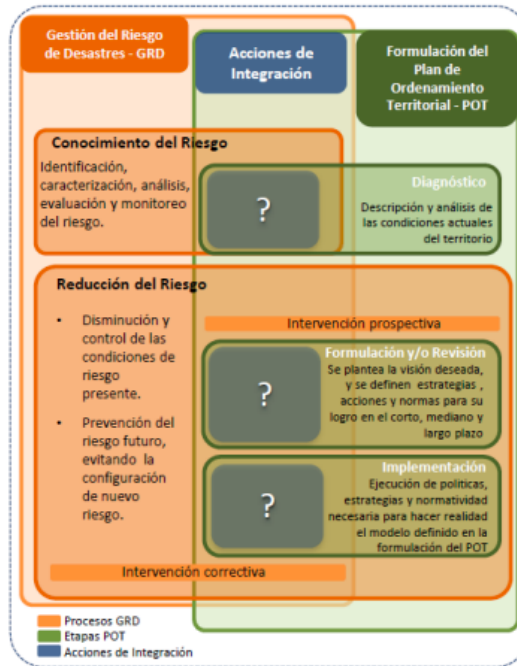 Gestión del Riesgo
de Desastres - GRD
Acciones de
Integración
Formulación del
Plan de
Ordenamiento
Territorial - POT
Conocimiento del Riesgo
Identificación,
caracterización, análisis,
evaluación y monitoreo
del riesgo.
?
Diagnóstico
Descripción y análisis de
las condiciones actuales
del territorio
Reducción del Riesgo
• Disminución y
control de las
condiciones de
riesgo
presente.
• Prevención del
riesgo futuro,
evitando la
configuración
de nuevo
riesgo.
Intervención prospectiva
?
Formulación y/o Revisión
Se plantea la visión deseada,
y se definen estrategias ,
acciones y normas para su
logro en el corto, mediano y
largo plazo
?
Implementación
Ejecución de políticas,
estrategias y normatividad
necesaria para hacer realidad
el modelo definido en la
formulación del POT
Intervención correctiva
Procesos GRD
Etapas POT
Acciones de Integración